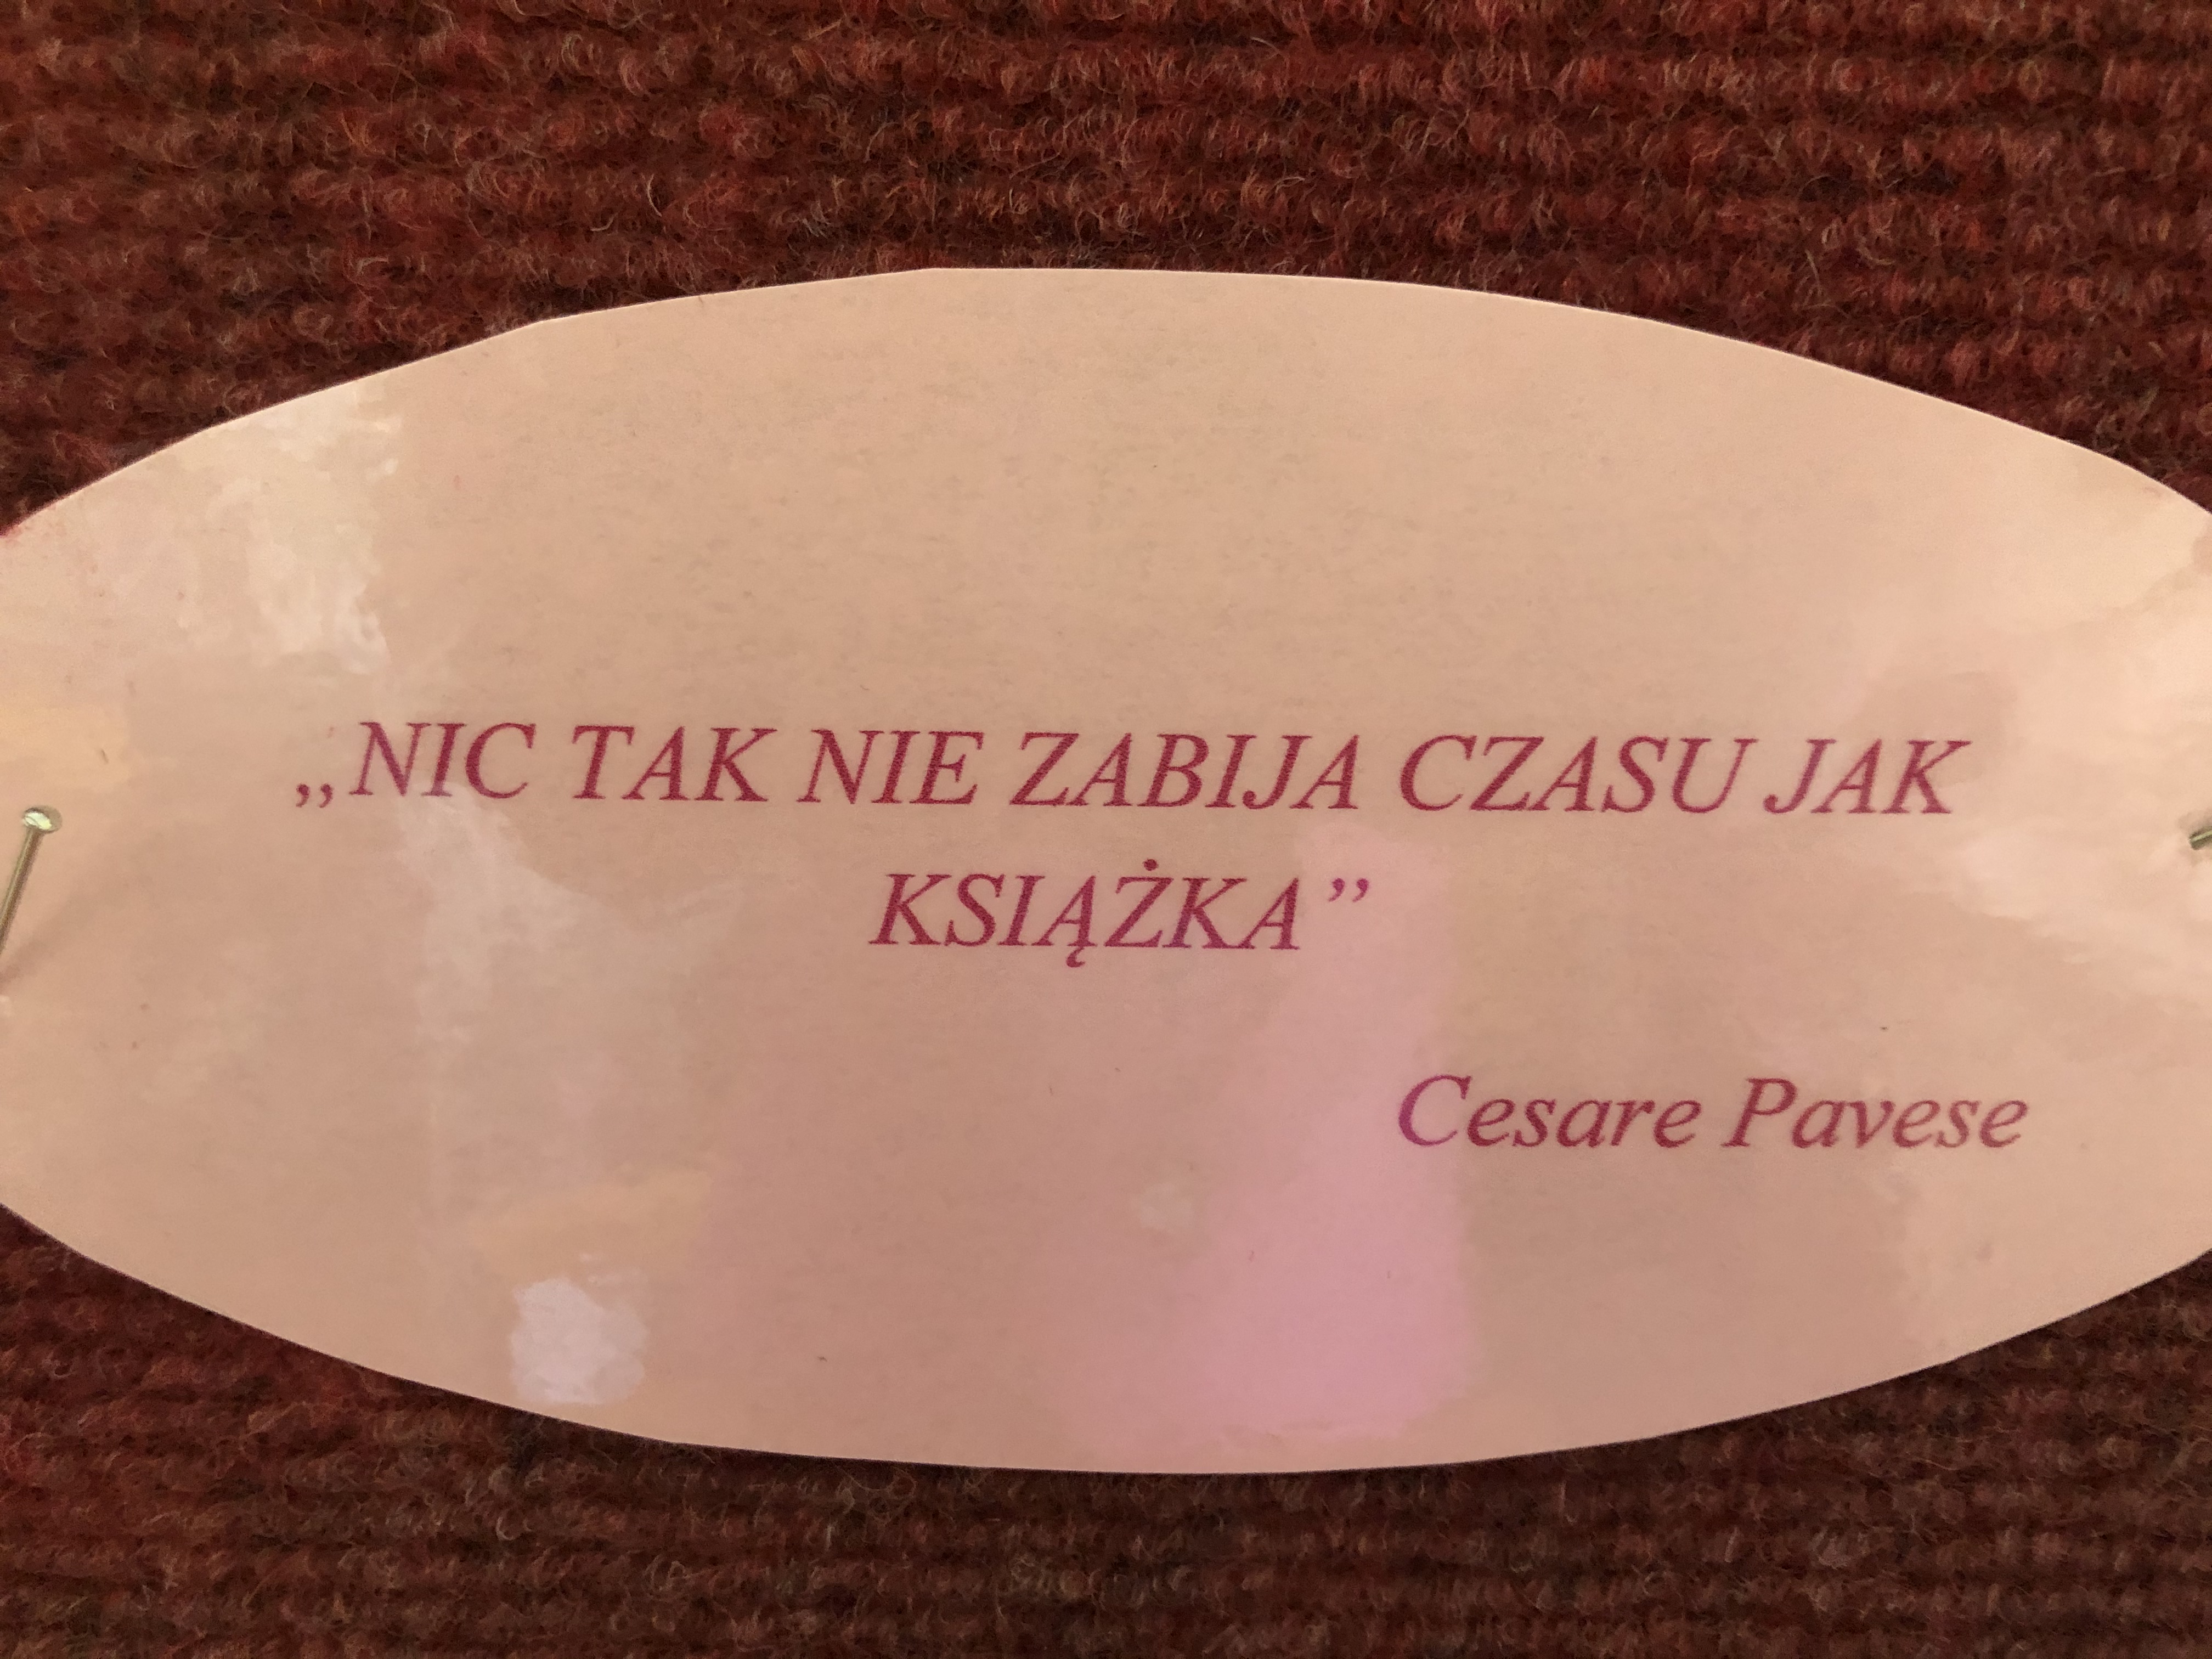 „NIC TAK NIE ZABIJA CZASU JAK
KSIĄŻKA”
Cesare Pavese